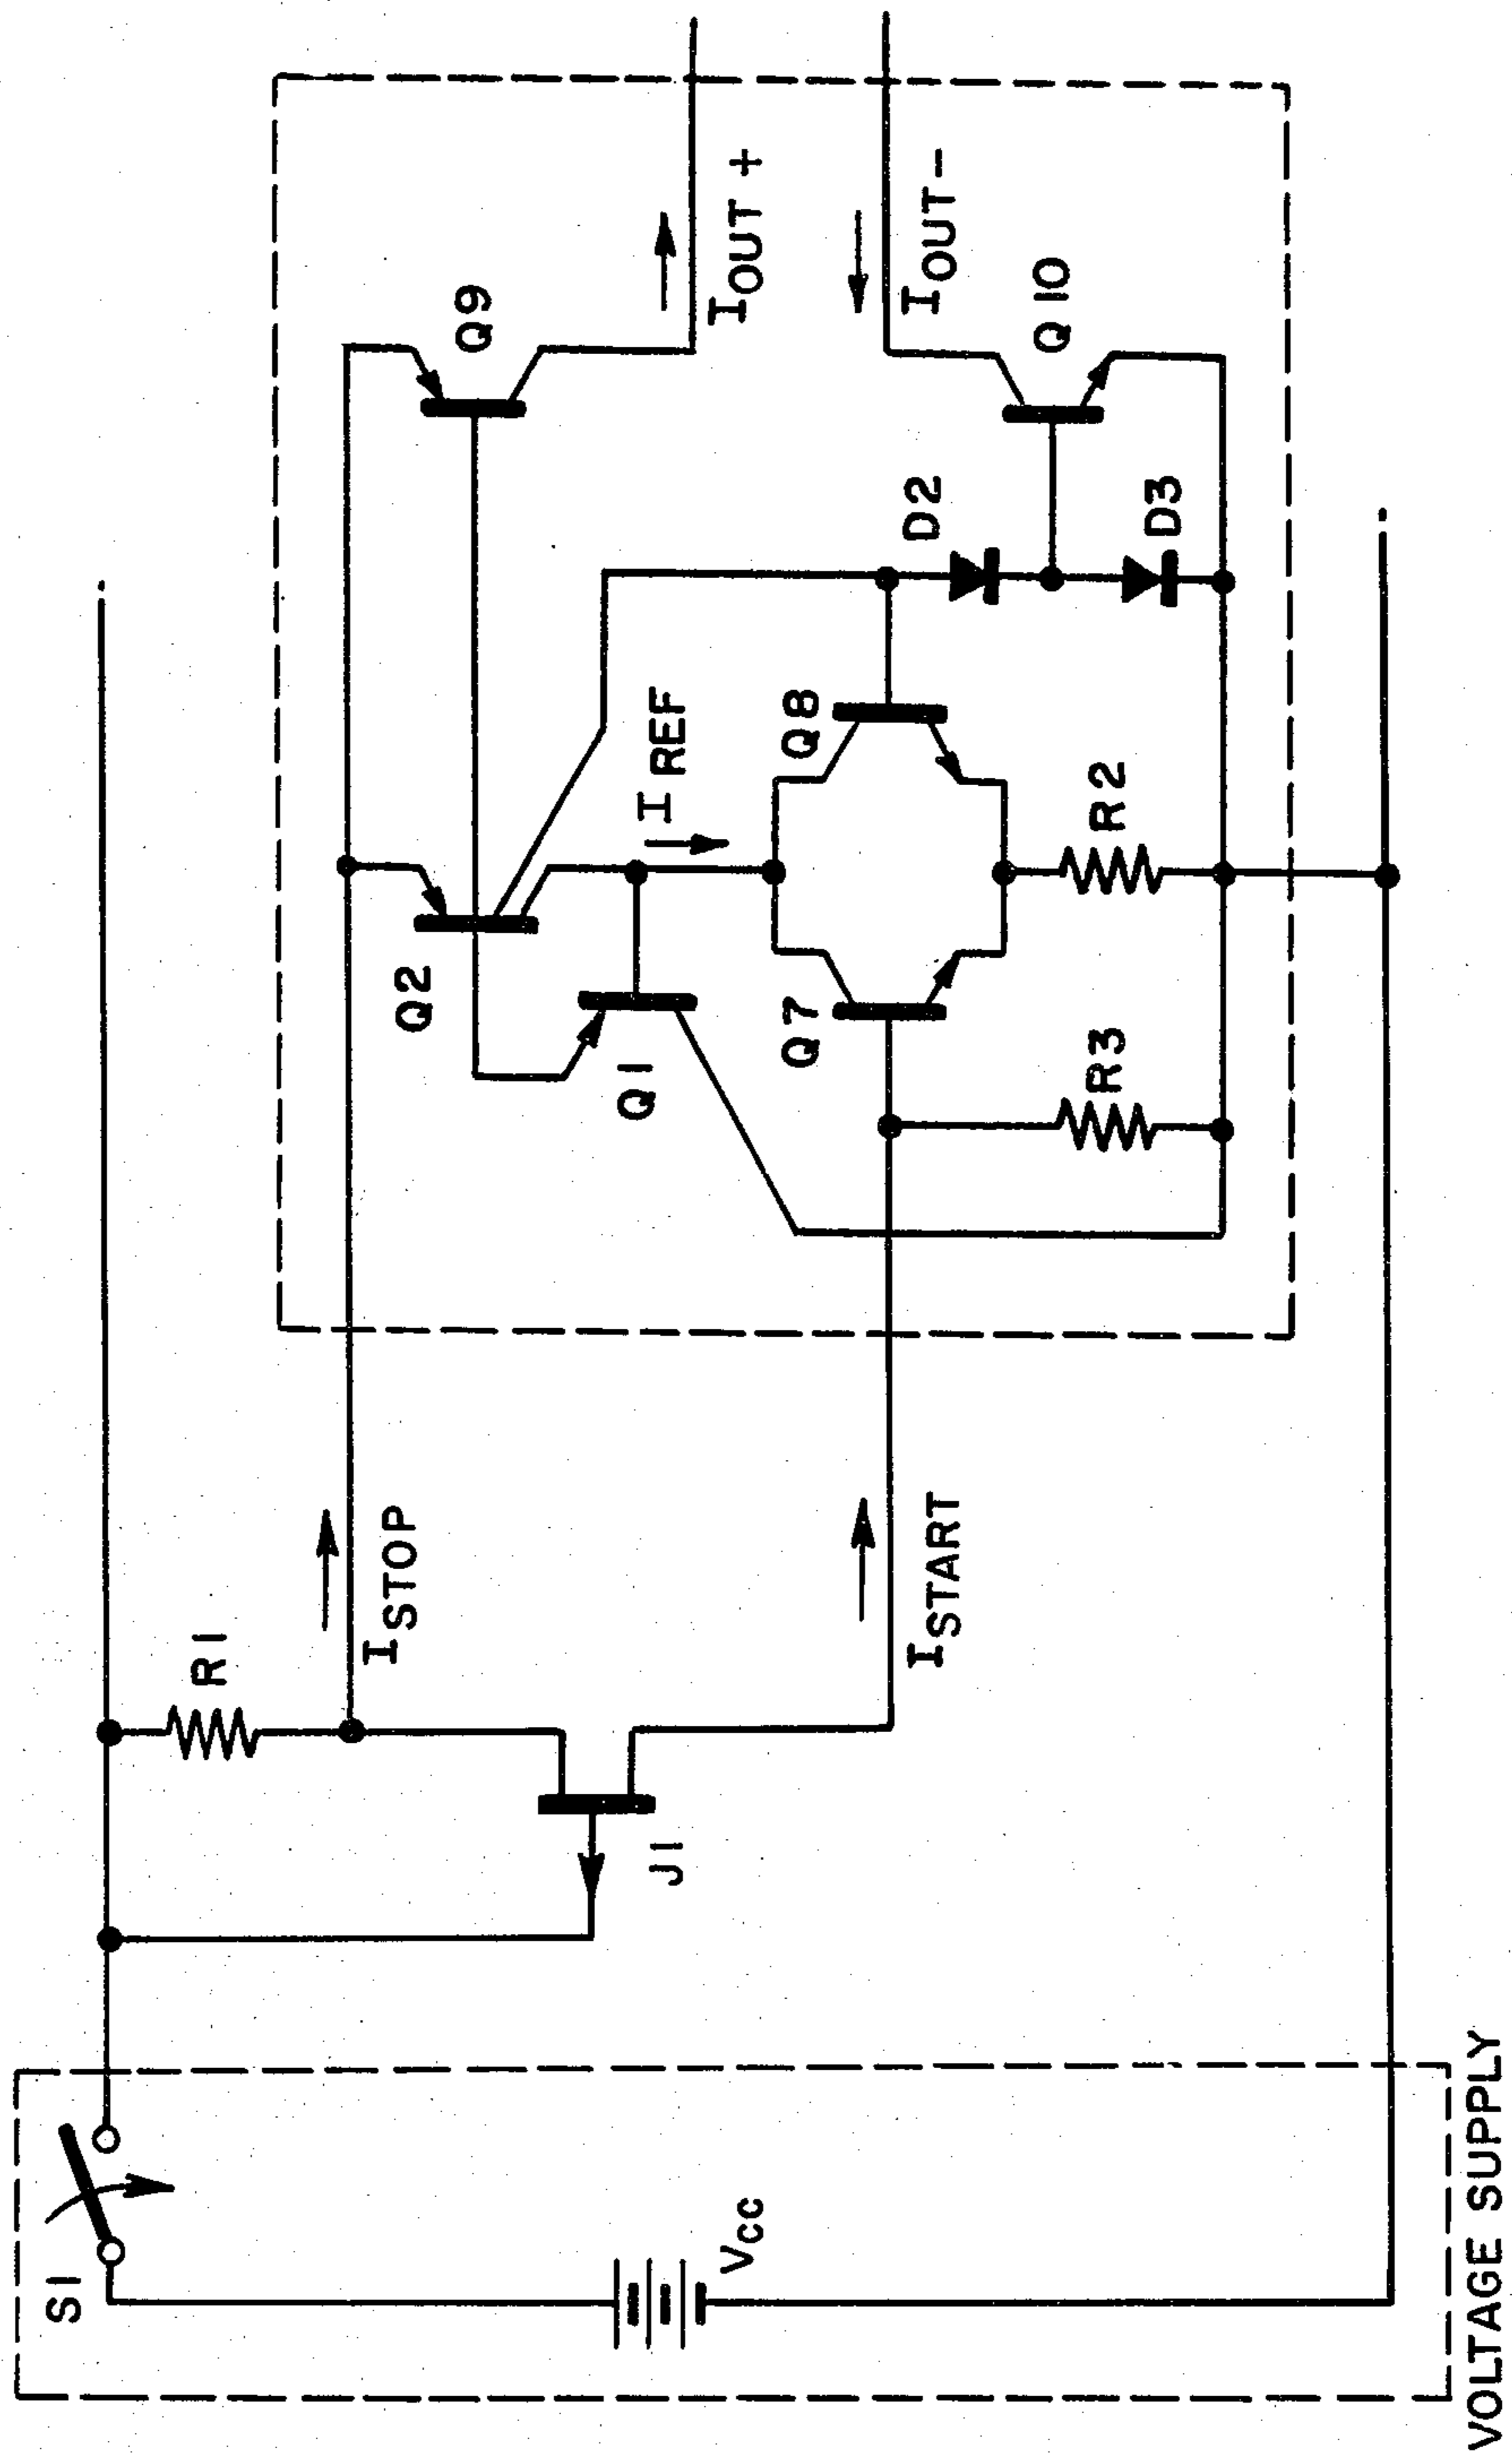 S1
VCC
VOLTAGE SUPPLY
R1
J1
ISTOP
ISTART
Q2
Q1
Q7
R3
IREF
Q8
R2
Q9
D2
D3
Q10
IOUT +
IOUT-